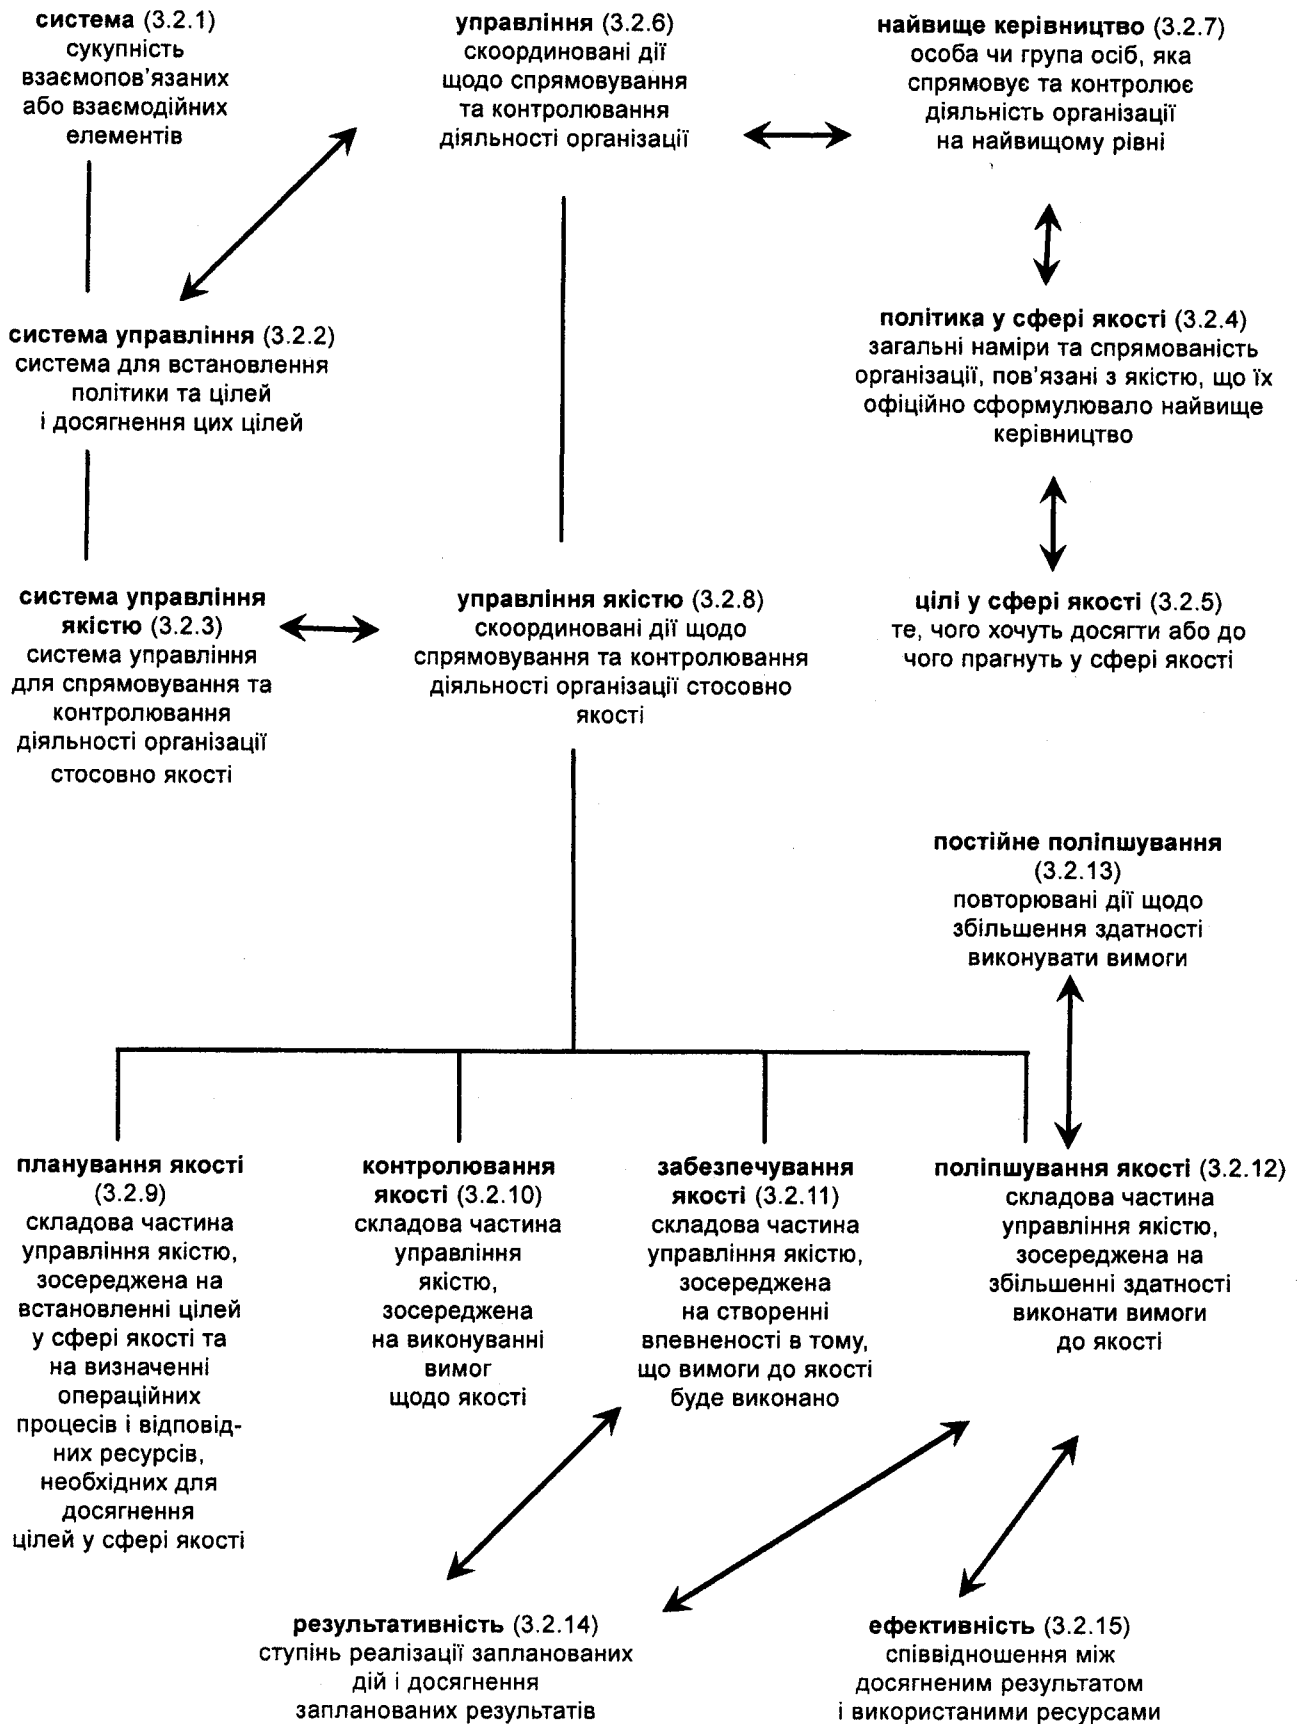 система (3.2.1)
сукупність
взаємопов’язаних
або взаємодійних
елементів
управління (3.2.6)
скоординовані дії
щодо спрямовування
та контролювання
діяльності організації
найвище керівництво (3.2.7)
особа чи група осіб, яка
спрямовує та контролює
діяльність організації
на найвищому рівні
система управління (3.2.2)
система для встановлення
політики та цілей
і досягнення цих цілей
політика у сфері якості (3.2.4)
загальні наміри та спрямованість
організації, пов’язані з якістю, що їх
офіційно сформулювало найвище
керівництво
система управління
якістю (3.2.3)
система управління
для спрямовування та
контролювання
діяльності організації
стосовно якості
управління якістю (3.2.8)
скоординовані дії щодо
спрямовування та контролювання
діяльності організації стосовно
якості
цілі у сфері якості (3.2.5)
те, чого хочуть досягти або до
чого прагнуть у сфері якості
постійне поліпшування
(3.2.13)
повторювані дії щодо
збільшення здатності
виконувати вимоги
планування якості
(3.2.9)
складова частина
управління якістю,
зосереджена на
встановленні цілей
у сфері якості та
на визначенні
операційних
процесів і відповід-
них ресурсів,
необхідних для
досягнення
цілей у сфері якості
контролювання
якості (3.2.10)
складова частина
управління
якістю,
зосереджена
на виконуванні
вимог
щодо якості
забезпечування
якості (3.2.11)
складова частина
управління якістю,
зосереджена
на створенні
впевненості в тому,
що вимоги до якості
буде виконано
поліпшування якості (3.2.12)
складова частина
управління якістю,
зосереджена на
збільшенні здатності
виконати вимоги
до якості
результативність (3.2.14)
ступінь реалізації запланованих
дій і досягнення
запланованих результатів
ефективність (3.2.15)
співвідношення між
досягненим результатом
і використаними ресурсами